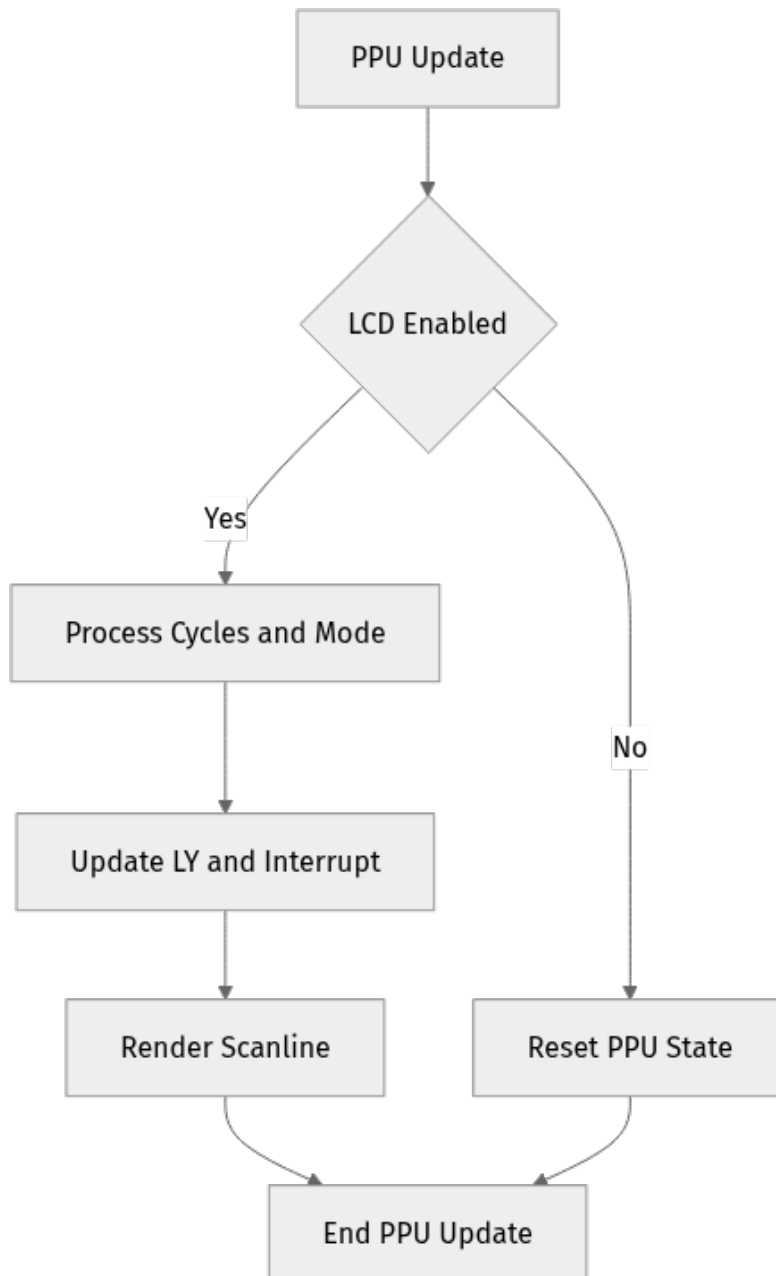 PPU Update
LCD Enabled
Yes
Process Cycles and Mode
No
Update LY and Interrupt
Render Scanline
Reset PPU State
End PPU Update